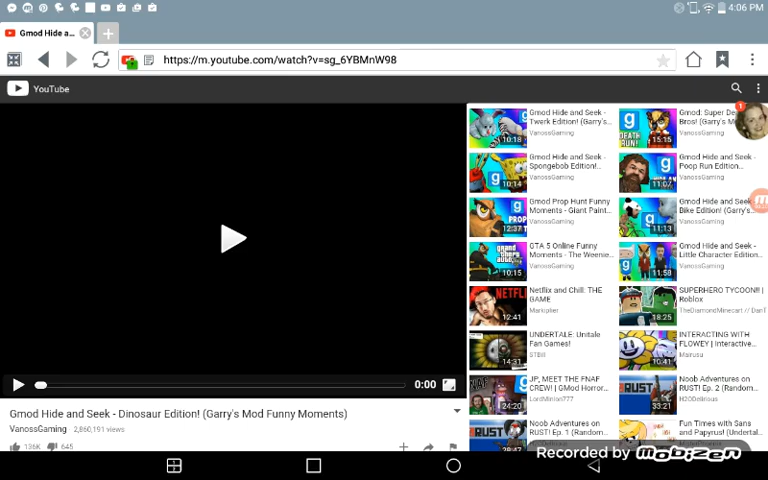 4:06 PM
Gmod Hide a...
https://m.youtube.com/watch?v=sg_6YBMnW98
YouTube
1
Gmod Hide and Seek -
Twerk Edition! (Garry's...
VanossGaming
10:18
Gmod: Super De
Bros! (Garry's M
VanossGaming
DEATH
RUN!
15:15
Gmod Hide and Seek -
Spongebob Edition!...
VanossGaming
10:14
Gmod Hide and Seek -
Poop Run Edition...
VanossGaming
11:07
Gmod Prop Hunt Funny
Moments - Giant Paint...
VanossGaming
12:37
Gmod Hide and Seek -
Bike Edition! (Garry's...
VanossGaming
11:13
GTA 5 Online Funny
Moments - The Weenie...
VanossGaming
10:15
Gmod Hide and Seek -
Little Character Edition...
VanossGaming
11:58
Netflix and Chill: THE
GAME
Markiplier
NETFL
12:41
SUPERHERO TYCOON!! |
Roblox
TheDiamondMinecart // DanT
18:25
UNDERTALE: Unitale
Fan Games!
14:31
INTERACTING WITH
FLOWEY | Interactive...
Mairusu
10:41
JP, MEET THE FNAF
CREW! | GMod Horror...
LordMinion777
24:20
Noob Adventures on
RUST! Ep. 2 (Random...
H2ODelirious
RUST
33:21
Noob Adventures on
RUST! Ep. 1 (Random...
RUST
28:47
Fun Times with Sans
and Papyrus! (Undertal...
0:00
Gmod Hide and Seek - Dinosaur Edition! (Garry's Mod Funny Moments)
VanossGaming 2,860,191 views
136K 645
Recorded by mobizen